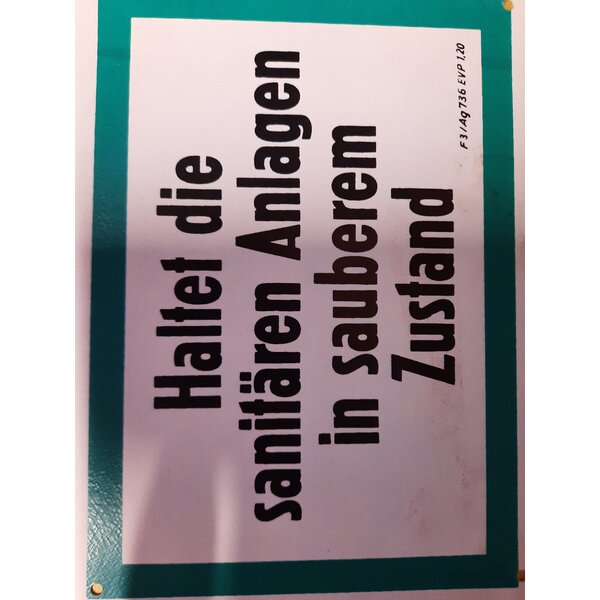 Haltet die
sanitären Anlagen
in sauberem
Zustand
F 3/Ag 736 EVP 1,20